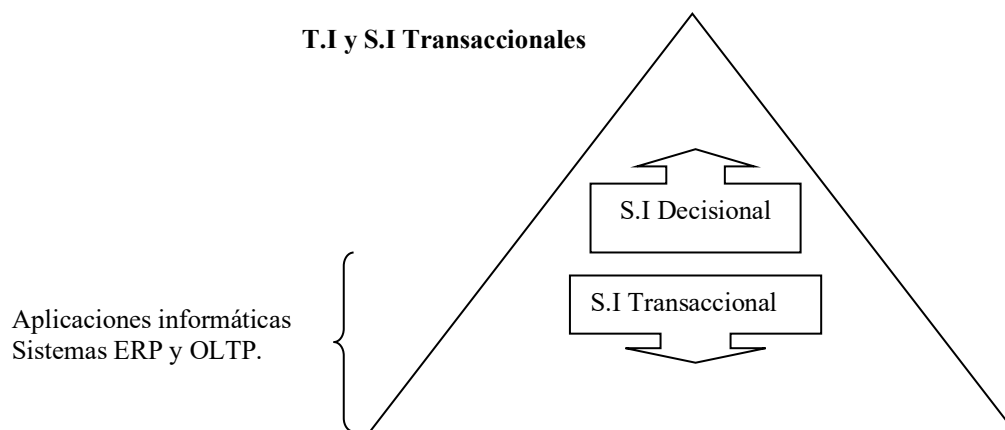 T.I y S.I Transaccionales
S.I Decisional
S.I Transaccional
Aplicaciones informáticas
Sistemas ERP y OLTP.